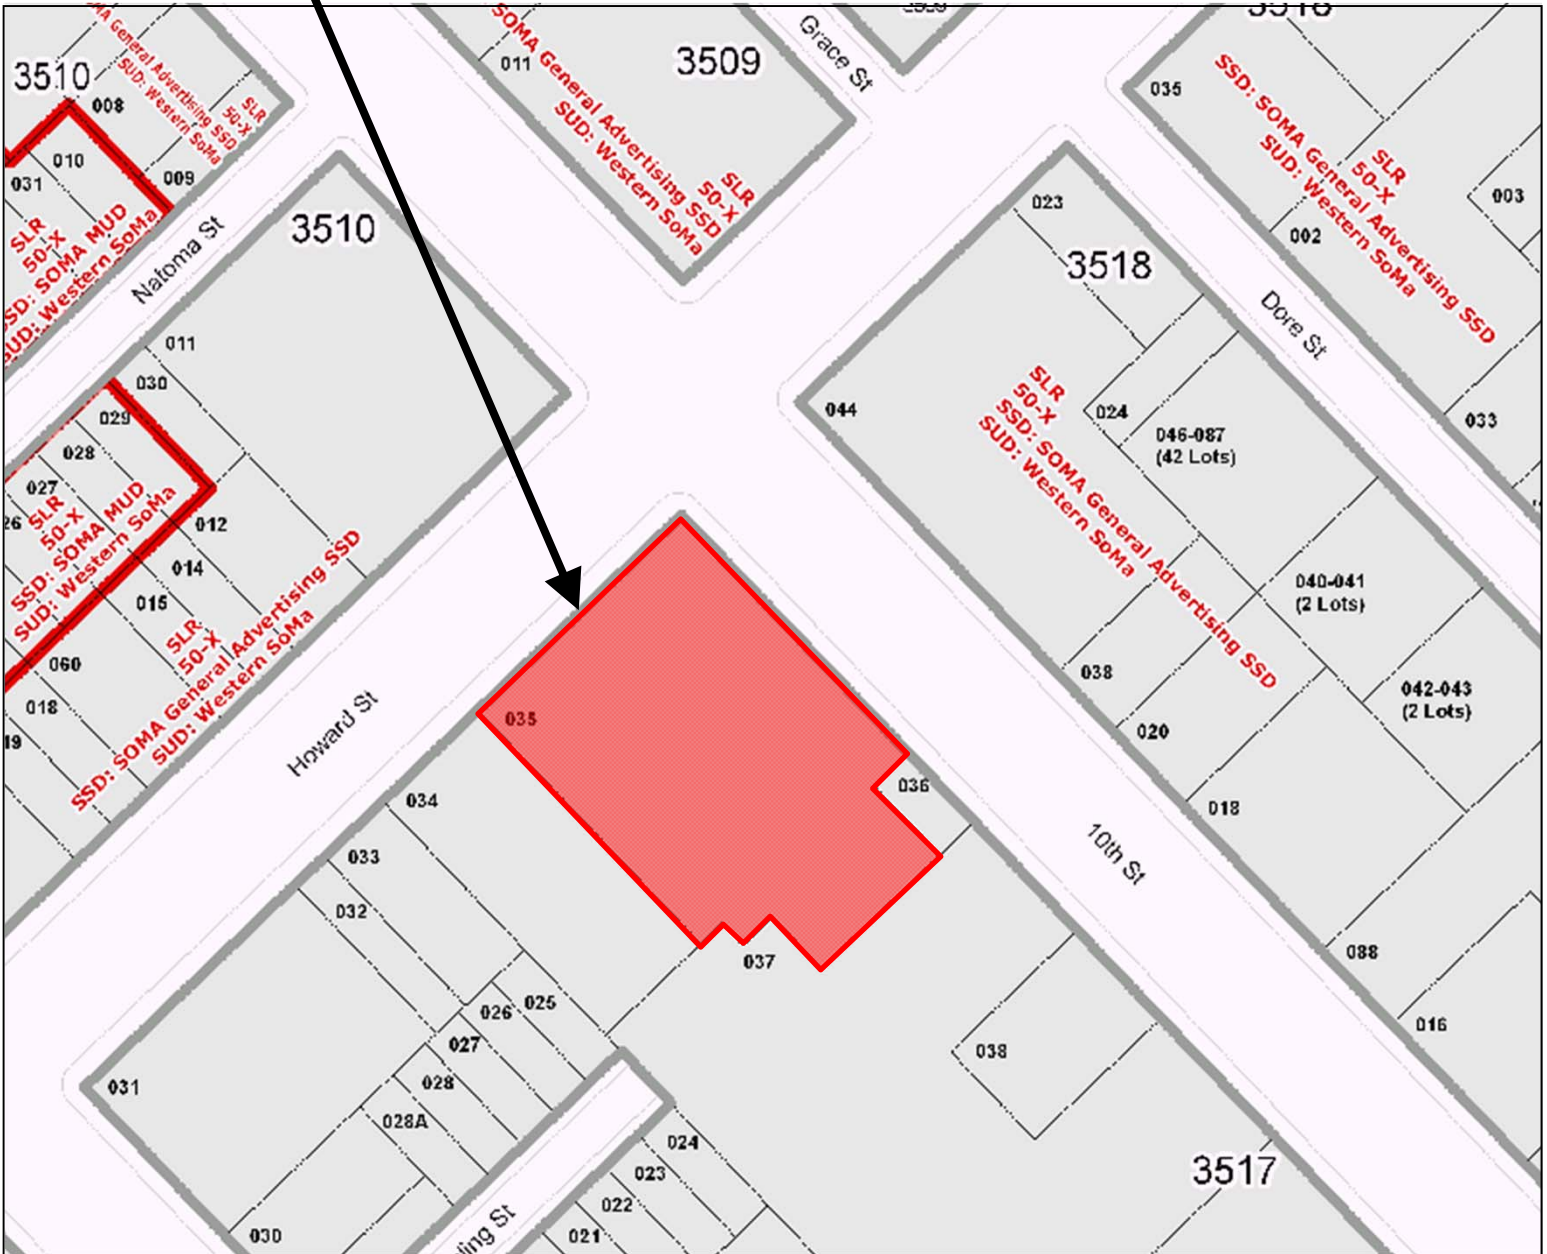 3510
008
010
031
009
SLR
50-X
SUD: Western SoMa
SLR
50-X
SSD: SOMA MUD
SUD: Western SoMa
Natoma St
3510
011
030
029
028
027
26
012
014
015
060
018
19
SLR
50-X
SSD: SOMA MUD
SUD: Western SoMa
SLR
50-X
SSD: SOMA General Advertising SSD
SUD: Western SoMa
011
3509
SLR
50-X
SOMA General Advertising SSD
SUD: Western SoMa
Grace St
035
002
003
033
SLR
50-X
SSD: SOMA General Advertising SSD
SUD: Western SoMa
Dore St
023
3518
044
024
046-087
(42 Lots)
SLR
50-X
SSD: SOMA General Advertising SSD
SUD: Western SoMa
040-041
(2 Lots)
042-043
(2 Lots)
038
020
018
088
016
10th St
Howard St
035
036
034
033
032
037
031
025
026
027
028
028A
030
038
024
023
022
021
ling St
3517